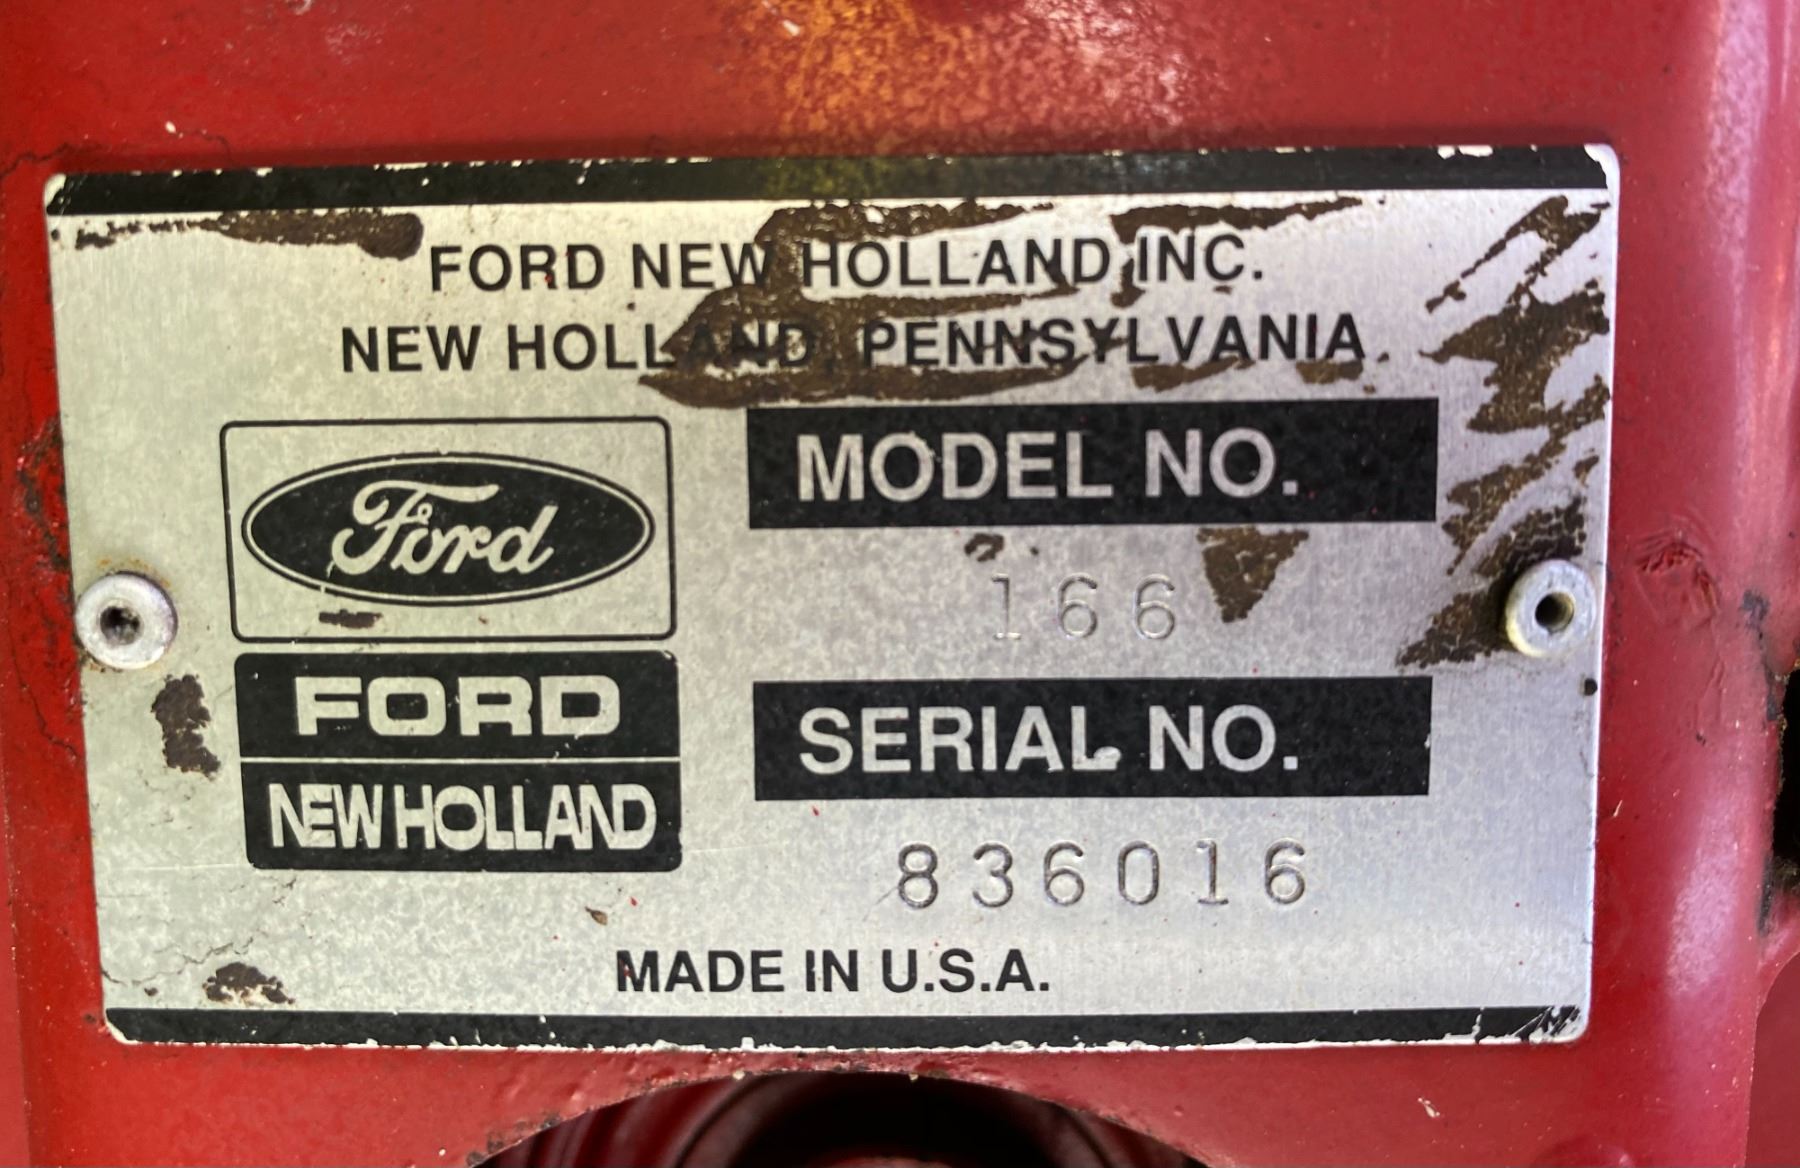 FORD NEW HOLLAND INC.
NEW HOLLAND, PENNSYLVANIA
Ford
FORD
NEW HOLLAND
MODEL NO.
166
SERIAL NO.
836016
MADE IN U.S.A.